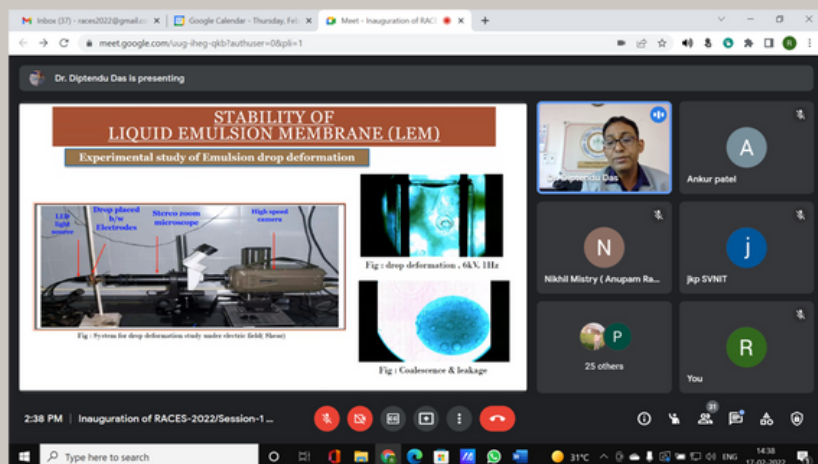 Inbox (37) - races2022@gmail.c
Google Calendar - Thursday, Feb
Meet - Inauguration of RAC
meet.google.com/uug-iheg-qkb?authuser=0&pli=1
R
Dr. Diptendu Das is presenting
STABILITY OF
LIQUID EMULSION MEMBRANE (LEM)
Experimental study of Emulsion drop deformation
LED light source
Drop placed b/w Electrodes
Stereo zoom microscope
High speed camera
Fig : System for drop deformation study under electric field( Shear)
Fig : drop deformation , 6kV, 1Hz
Fig : Coalescence & leakage
Diptendu Das
A
Ankur patel
N
Nikhil Mistry ( Anupam Ra...
j
jkp SVNIT
P
25 others
R
You
2:38 PM | Inauguration of RACES-2022/Session-1 ...
31
Type here to search
31°C
ENG
14:38
17-02-2022